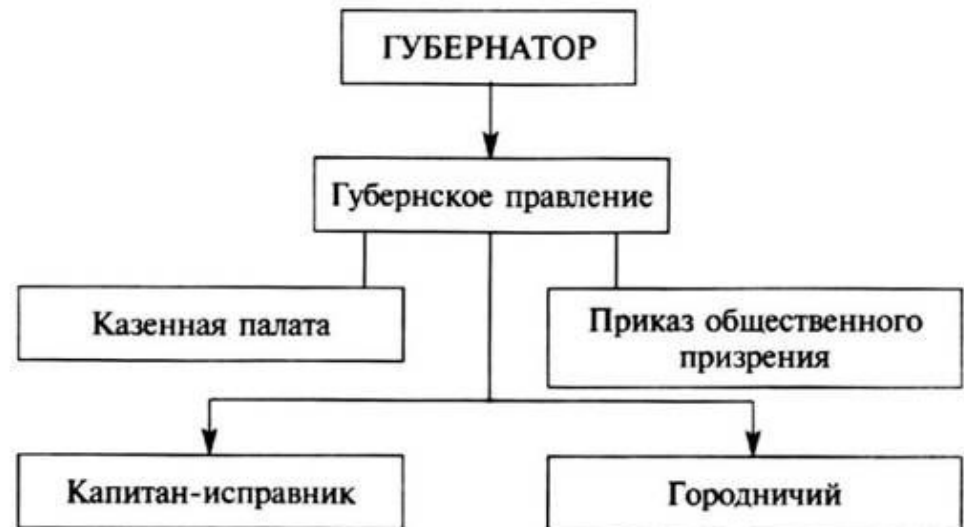 ГУБЕРНАТОР
Губернское правление
Казенная палата
Приказ общественного
призрения
Капитан-исправник
Городничий